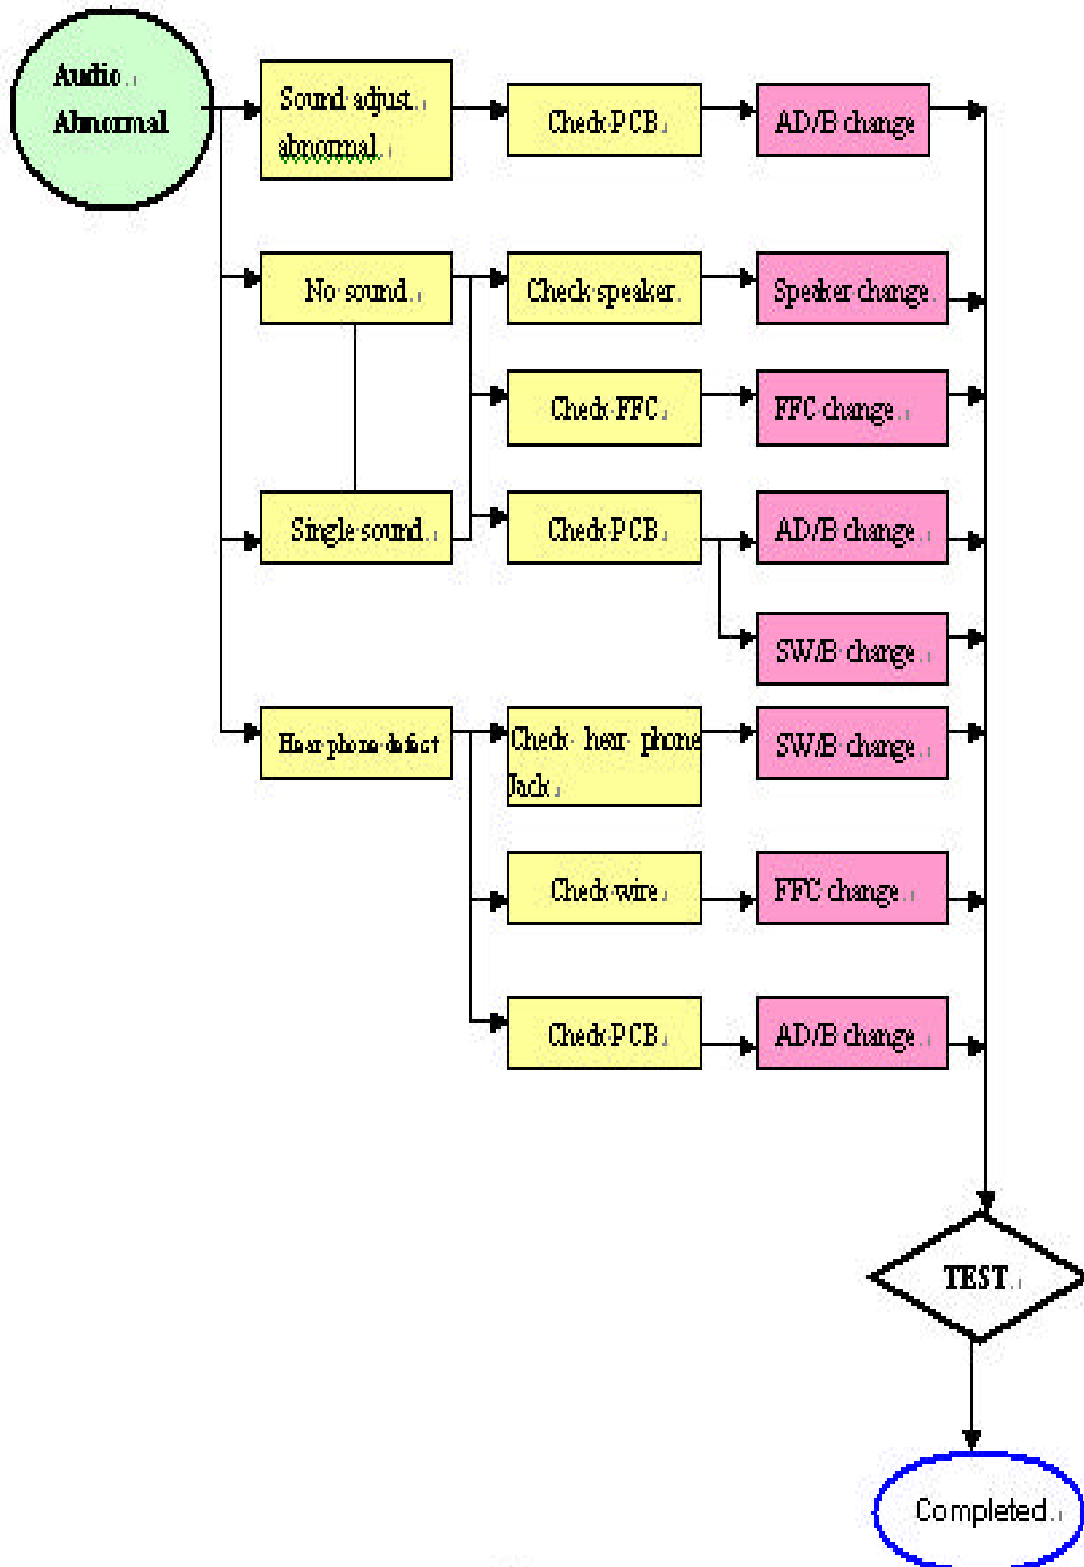 Audio
Abnormal
Sound adjust
abnormal
Check PCB
AD/B change
No sound
Check speaker
Speaker change
Check FFC
FFC change
Single sound
Check PCB
AD/B change
SW/B change
Hear phone defect
Check hear phone
Jack
SW/B change
Check wire
FFC change
Check PCB
AD/B change
TEST
Completed